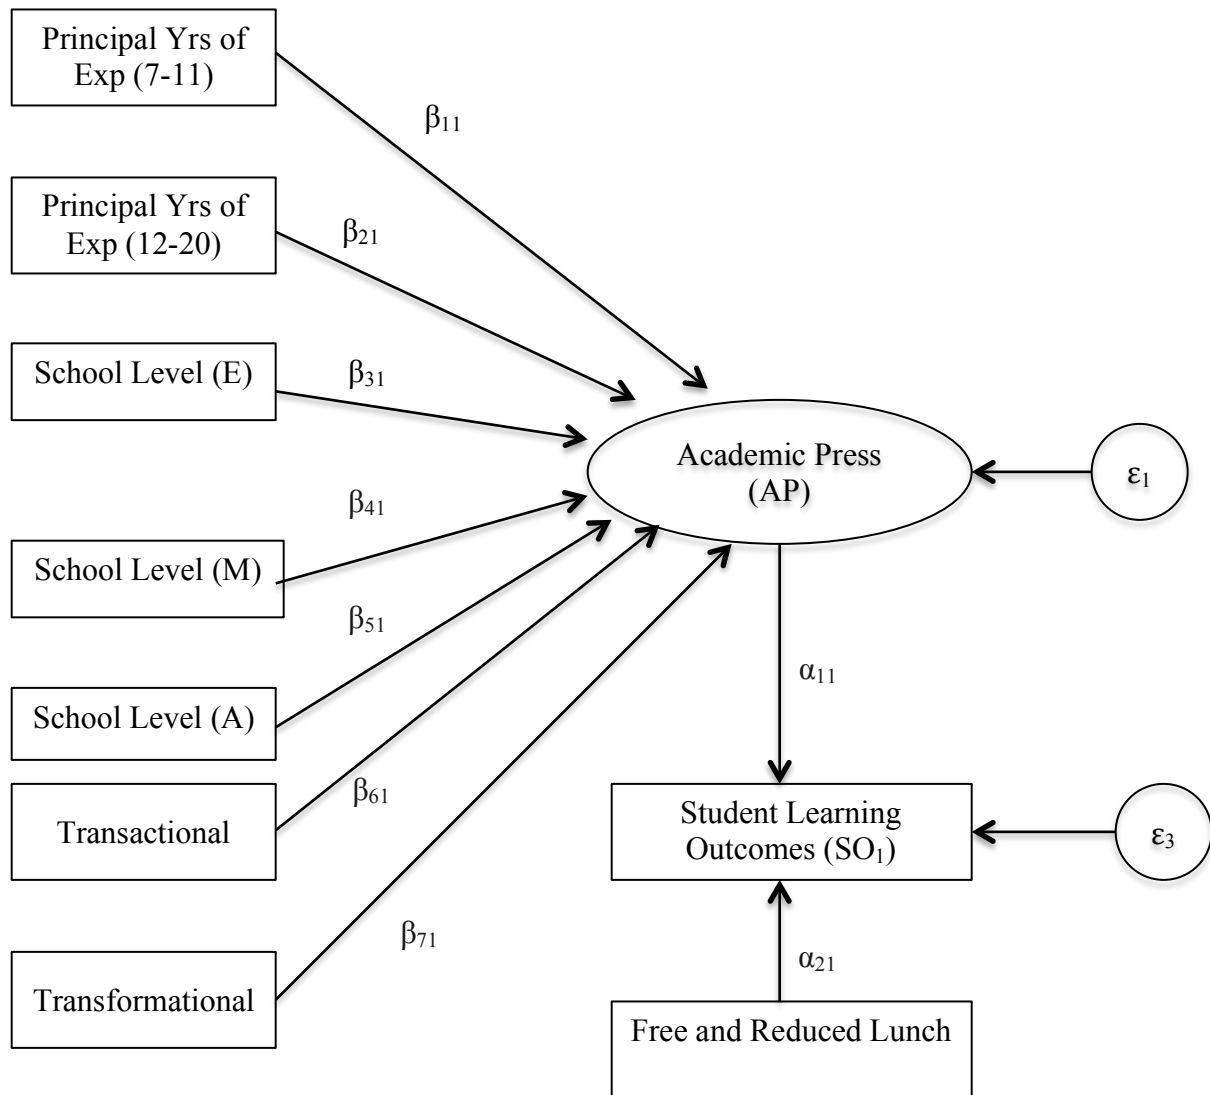 Principal Yrs of
Exp (7-11)
β₁₁
Principal Yrs of
Exp (12-20)
β₂₁
School Level (E)
β₃₁
Academic Press
(AP)
ε₁
β₄₁
School Level (M)
β₅₁
School Level (A)
α₁₁
Transactional
β₆₁
Student Learning
Outcomes (SO₁)
ε₃
Transformational
β₇₁
α₂₁
Free and Reduced Lunch